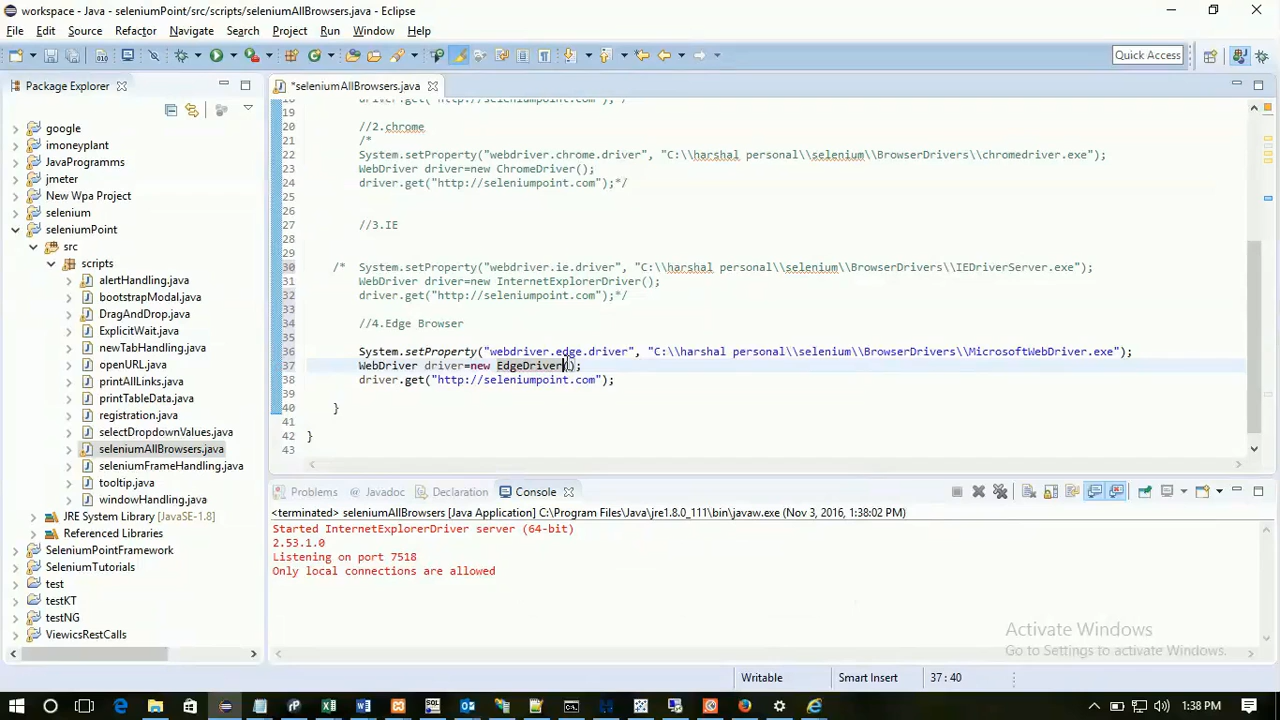 workspace - Java - seleniumPoint/src/scripts/seleniumAllBrowsers.java - Eclipse
File Edit Source Refactor Navigate Search Project Run Window Help
Quick Access
Package Explorer
google
imoneyplant
JavaProgramms
jmeter
New Wpa Project
selenium
seleniumPoint
src
scripts
alertHandling.java
bootstrapModal.java
DragAndDrop.java
ExplicitWait.java
newTabHandling.java
openURL.java
printAllLinks.java
printTableData.java
registration.java
selectDropdownValues.java
seleniumAllBrowsers.java
seleniumFrameHandling.java
tooltip.java
windowHandling.java
JRE System Library [JavaSE-1.8]
Referenced Libraries
SeleniumPointFramework
SeleniumTutorials
test
testKT
testNG
ViewicsRestCalls
*seleniumAllBrowsers.java
18 driver.get("http://seleniumpoint.com");*/
19
20 //2.chrome
21 /*
22 System.setProperty("webdriver.chrome.driver", "C:\\harshal personal\\selenium\\BrowserDrivers\\chromedriver.exe");
23 WebDriver driver=new ChromeDriver();
24 driver.get("http://seleniumpoint.com");*/
25
26
27 //3.IE
28
29
30 /* System.setProperty("webdriver.ie.driver", "C:\\harshal personal\\selenium\\BrowserDrivers\\IEDriverServer.exe");
31 WebDriver driver=new InternetExplorerDriver();
32 driver.get("http://seleniumpoint.com");*/
33
34 //4.Edge Browser
35
36 System.setProperty("webdriver.edge.driver", "C:\\harshal personal\\selenium\\BrowserDrivers\\MicrosoftWebDriver.exe");
37 WebDriver driver=new EdgeDriver();
38 driver.get("http://seleniumpoint.com");
39
40 }
41
42 }
43
Problems Javadoc Declaration Console
<terminated> seleniumAllBrowsers [Java Application] C:\Program Files\Java\jre1.8.0_111\bin\javaw.exe (Nov 3, 2016, 1:38:02 PM)
Started InternetExplorerDriver server (64-bit)
2.53.1.0
Listening on port 7518
Only local connections are allowed
Activate Windows
Go to Settings to activate Windows.
Writable Smart Insert 37 : 40
1:38 PM